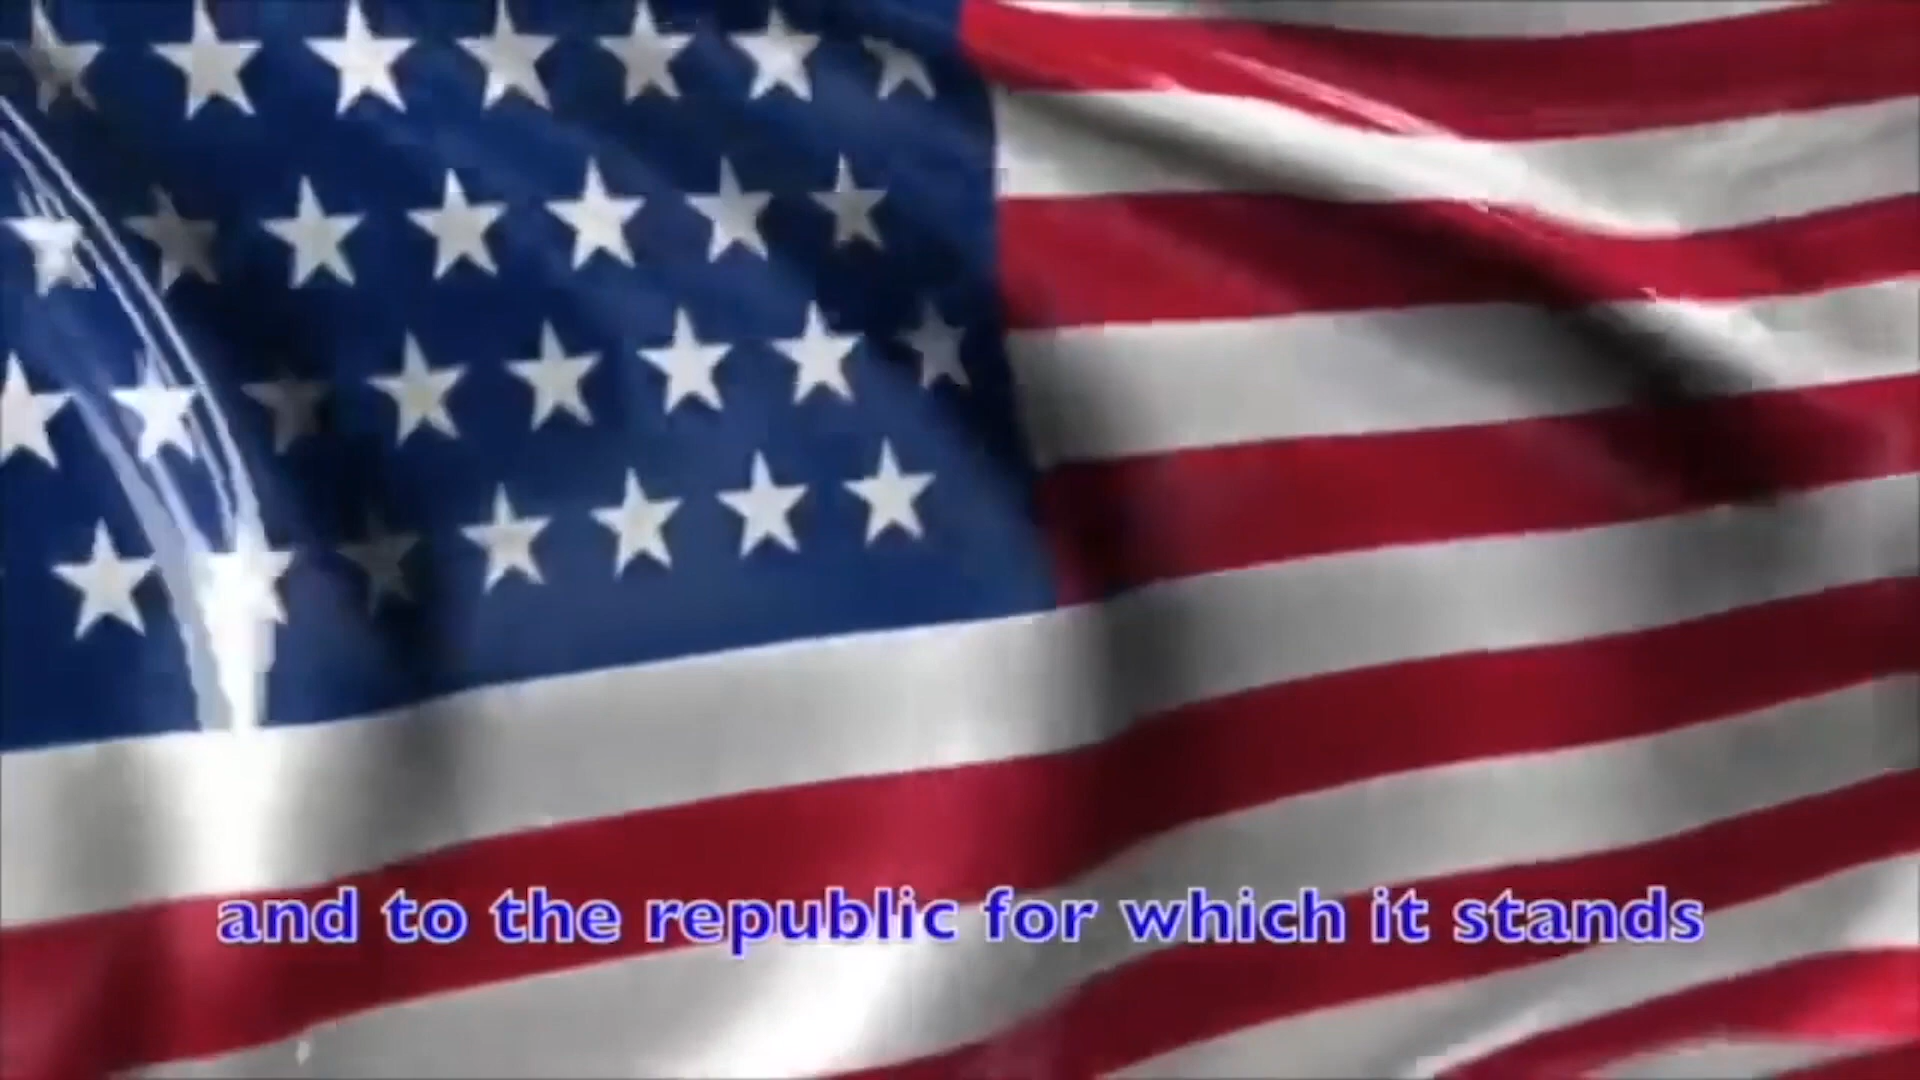 and to the republic for which it stands